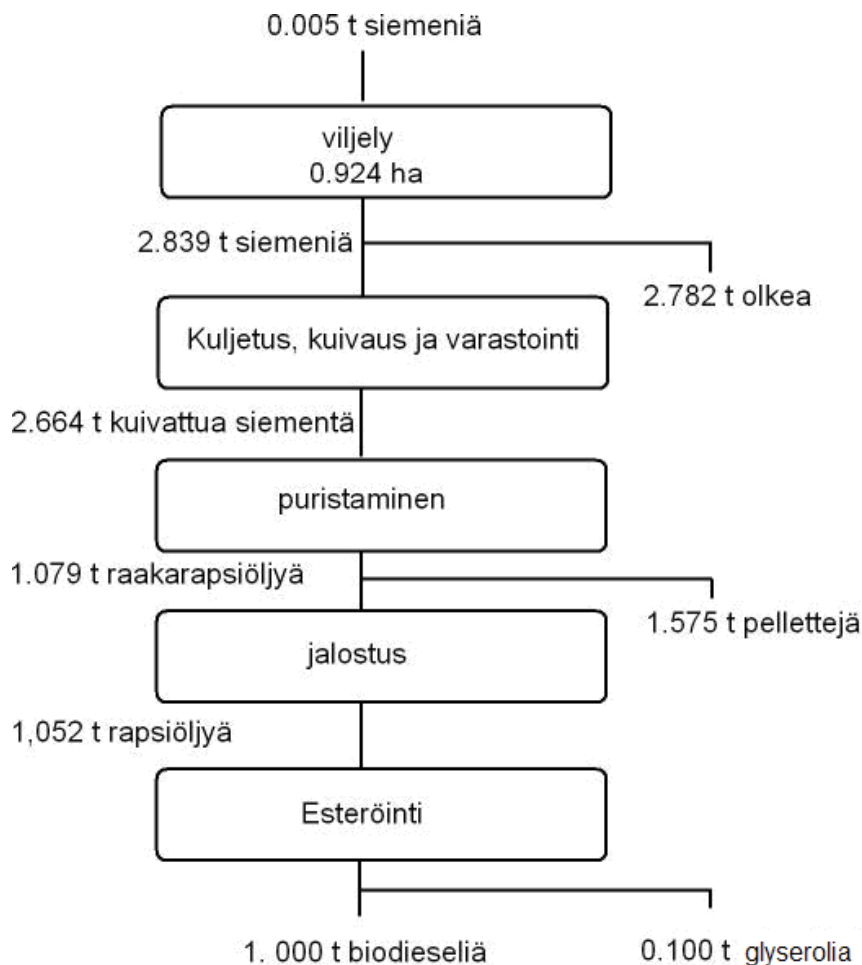 0.005 t siemeniä
viljely
0.924 ha
2.839 t siemeniä
2.782 t olkea
Kuljetus, kuivaus ja varastointi
2.664 t kuivattua siementä
puristaminen
1.079 t raakarapsiöljyä
1.575 t pellettejä
jalostus
1,052 t rapsiöljyä
Esteröinti
1. 000 t biodieseliä
0.100 t glyserolia